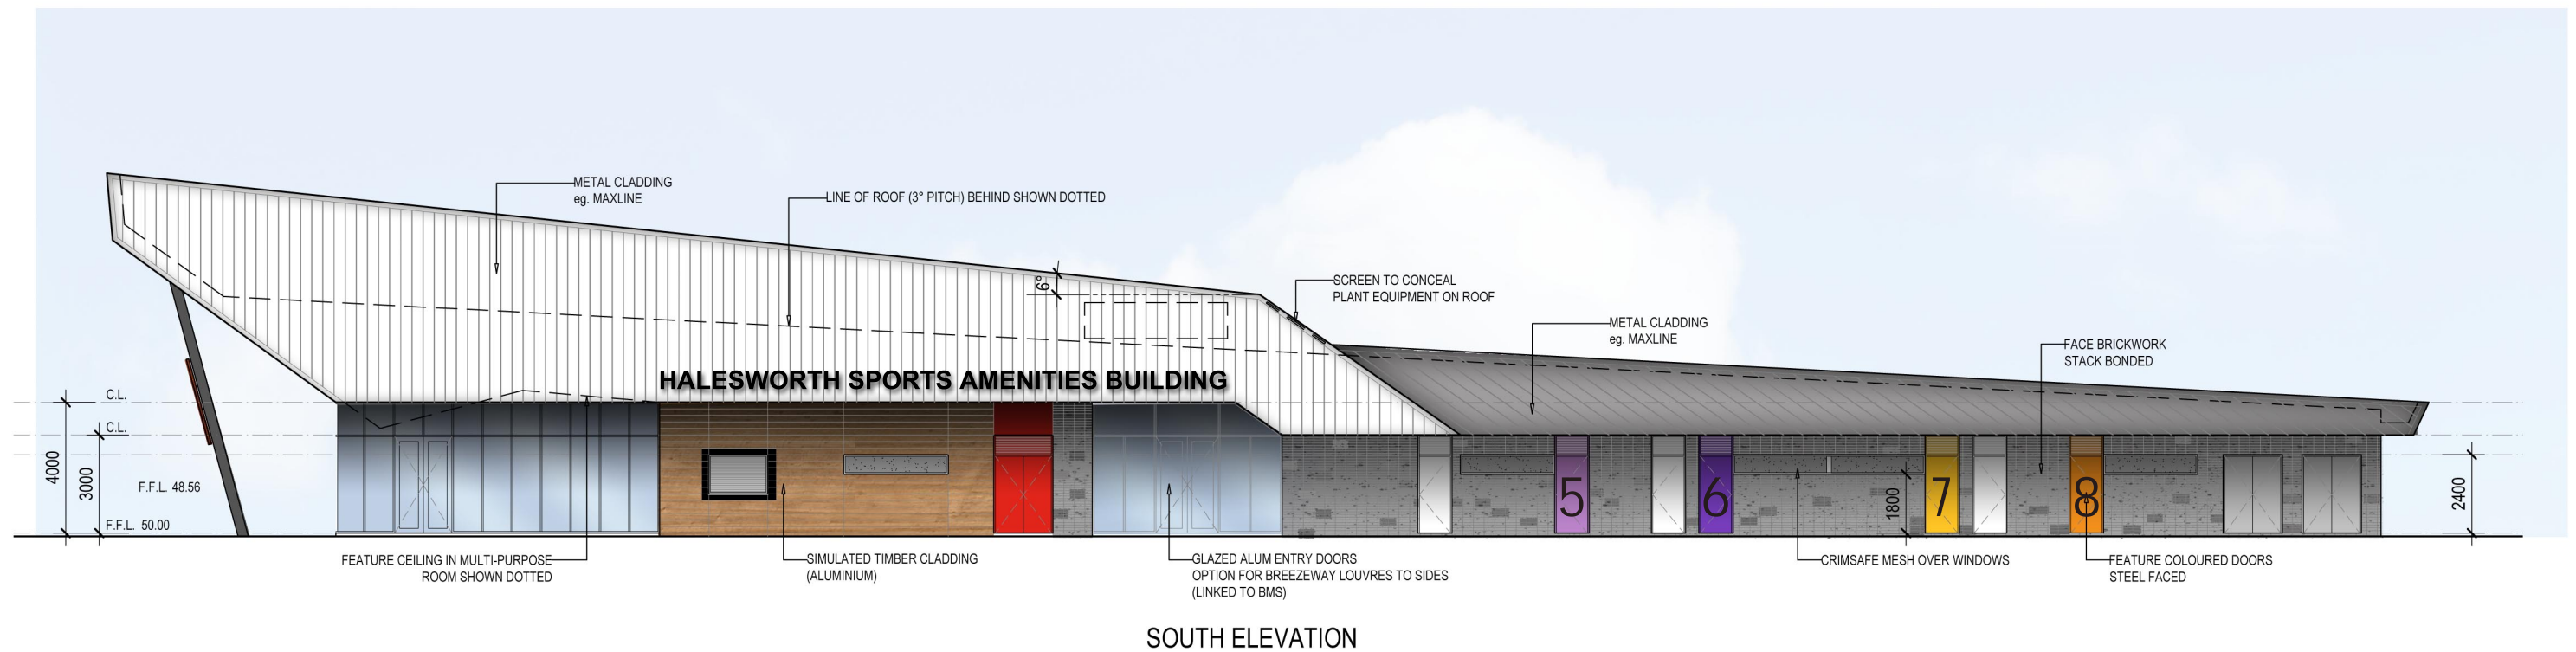 METAL CLADDING
eg. MAXLINE
LINE OF ROOF (3° PITCH) BEHIND SHOWN DOTTED
6°
SCREEN TO CONCEAL
PLANT EQUIPMENT ON ROOF
METAL CLADDING
eg. MAXLINE
FACE BRICKWORK
STACK BONDED
HALESWORTH SPORTS AMENITIES BUILDING
C.L.
C.L.
4000
3000
F.F.L. 48.56
F.F.L. 50.00
5
6
1800
7
8
2400
FEATURE CEILING IN MULTI-PURPOSE
ROOM SHOWN DOTTED
SIMULATED TIMBER CLADDING
(ALUMINIUM)
GLAZED ALUM ENTRY DOORS
OPTION FOR BREEZEWAY LOUVRES TO SIDES
(LINKED TO BMS)
CRIMSAFE MESH OVER WINDOWS
FEATURE COLOURED DOORS
STEEL FACED
SOUTH ELEVATION